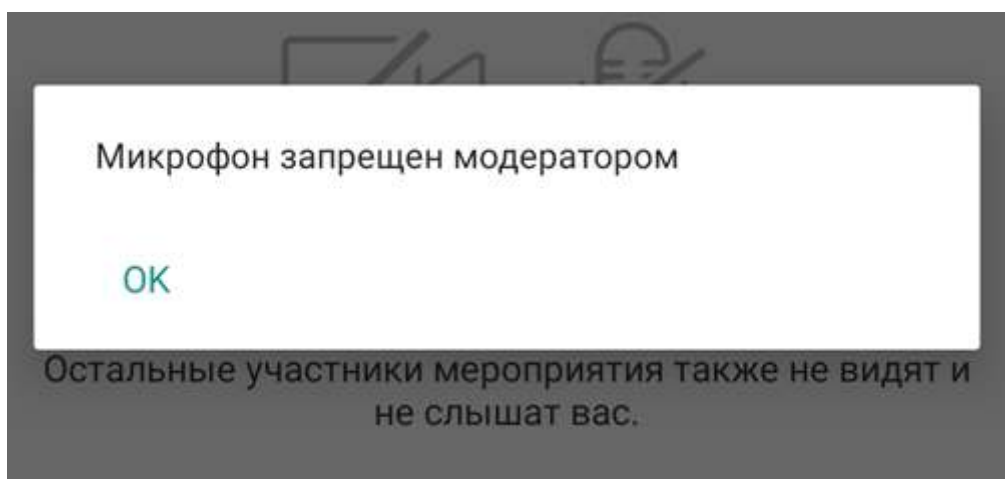 Микрофон запрещен модератором
OK
Остальные участники мероприятия также не видят и
не слышат вас.